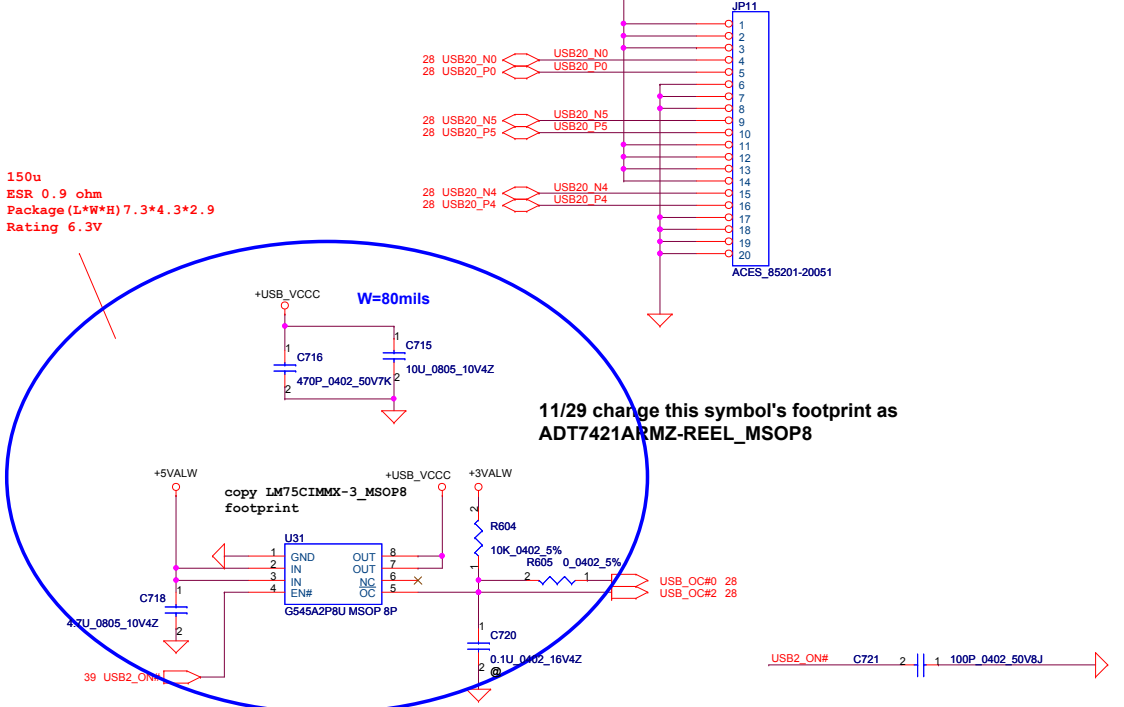 JP11
1
2
3
28 USB20_N0 USB20_N0 4
28 USB20_P0 USB20_P0 5
6
7
8
28 USB20_N5 USB20_N5 9
28 USB20_P5 USB20_P5 10
11
12
13
14
28 USB20_N4 USB20_N4 15
28 USB20_P4 USB20_P4 16
17
18
19
20
ACES_85201-20051
150u
ESR 0.9 ohm
Package(L*W*H)7.3*4.3*2.9
Rating 6.3V
+USB_VCCC
W=80mils
1
C716
470P_0402_50V7K
2
1
C715
10U_0805_10V4Z
2
11/29 change this symbol's footprint as
ADT7421ARMZ-REEL_MSOP8
+5VALW
copy LM75CIMMX-3_MSOP8
footprint
+USB_VCCC
+3VALW
U31
1 GND OUT 8
2 IN OUT 7
3 IN NC 6
4 EN# OC 5
G545A2P8U MSOP 8P
2
R604
10K_0402_5%
1
R605 0_0402_5%
2 1
USB_OC#0 28
USB_OC#2 28
1
C718
4.7U_0805_10V4Z
2
1
C720
0.1U_0402_16V4Z
2 @
39 USB2_ON#
USB2_ON# C721 2 1 100P_0402_50V8J